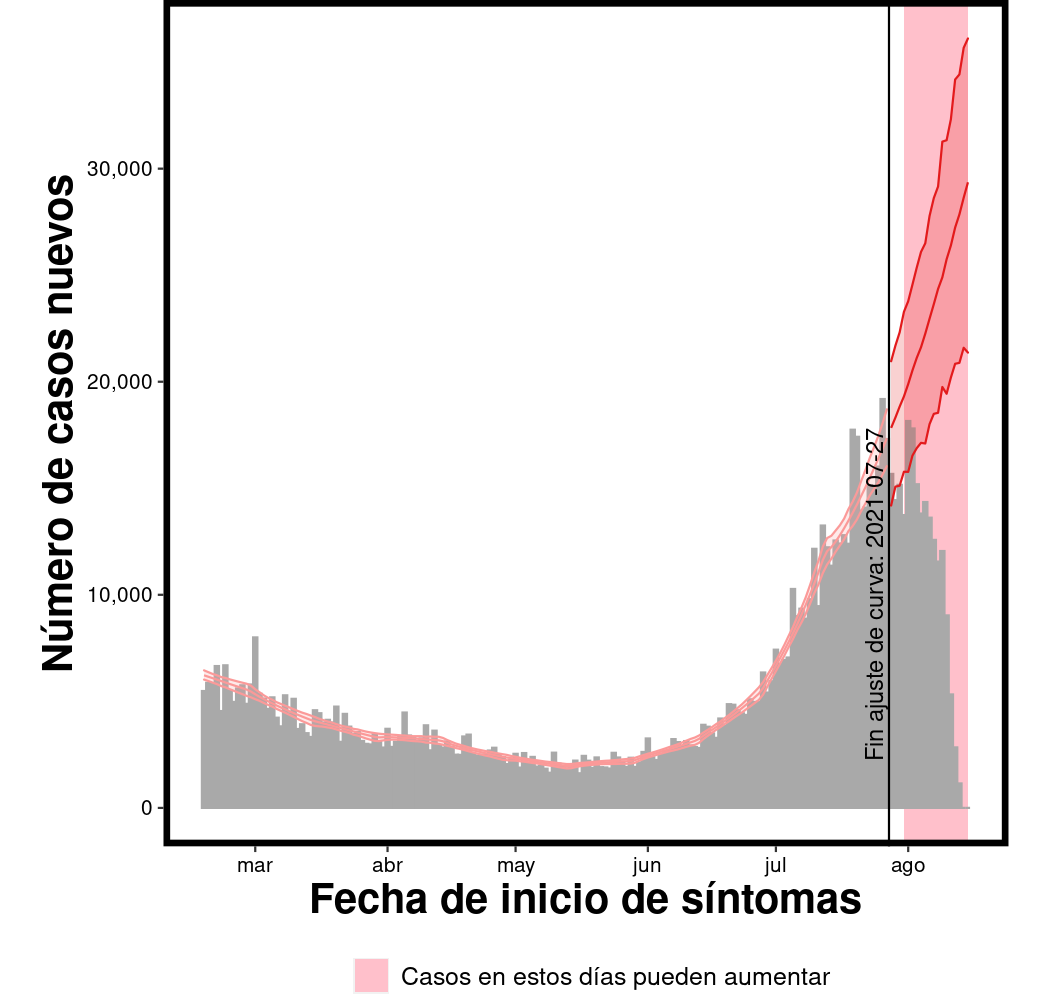 Número de casos nuevos
30,000
20,000
10,000
0
Fin ajuste de curva: 2021-07-27
mar abr may jun jul ago
Fecha de inicio de síntomas
Casos en estos días pueden aumentar